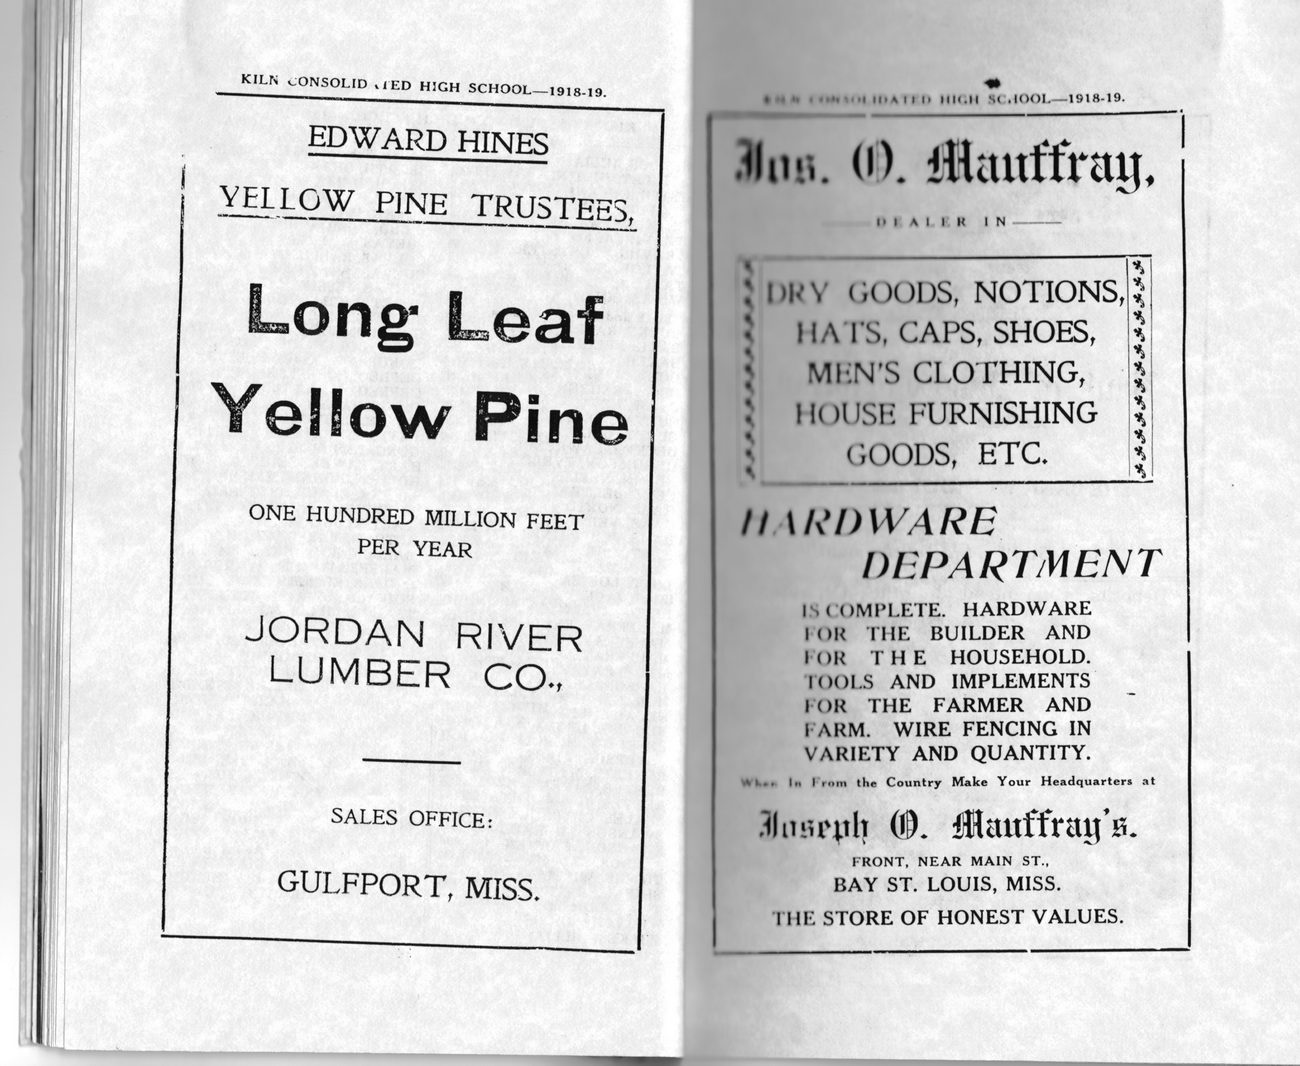 KILN CONSOLIDATED HIGH SCHOOL—1918-19.
EDWARD HINES
YELLOW PINE TRUSTEES,
Long Leaf
Yellow Pine
ONE HUNDRED MILLION FEET
PER YEAR
JORDAN RIVER
LUMBER CO.,
SALES OFFICE:
GULFPORT, MISS.
KILN CONSOLIDATED HIGH SCHOOL—1918-19.
Jos. O. Mauffray,
DEALER IN
DRY GOODS, NOTIONS,
HATS, CAPS, SHOES,
MEN'S CLOTHING,
HOUSE FURNISHING
GOODS, ETC.
HARDWARE
DEPARTMENT
IS COMPLETE. HARDWARE
FOR THE BUILDER AND
FOR THE HOUSEHOLD.
TOOLS AND IMPLEMENTS
FOR THE FARMER AND
FARM. WIRE FENCING IN
VARIETY AND QUANTITY.
When In From the Country Make Your Headquarters at
Joseph O. Mauffray's.
FRONT, NEAR MAIN ST.,
BAY ST. LOUIS, MISS.
THE STORE OF HONEST VALUES.